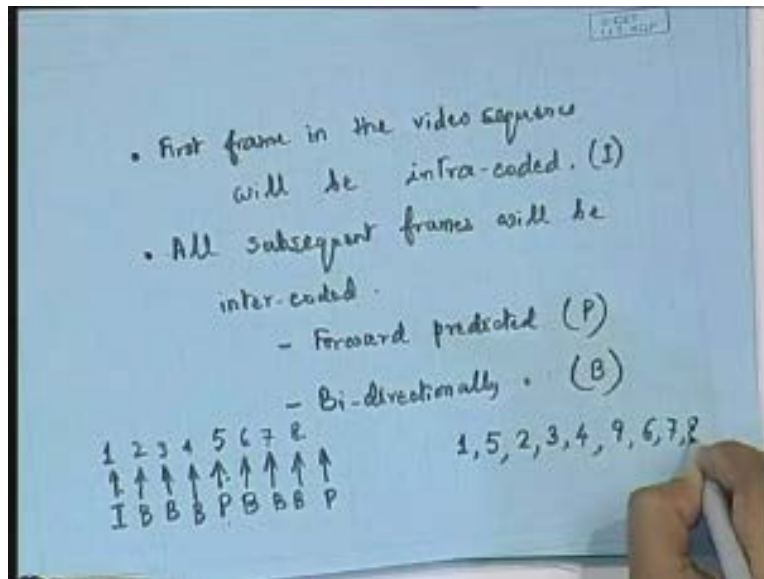 • First frame in the video sequence
will be intra-coded. (I)
• All subsequent frames will be
inter-coded.
- Forward predicted (P)
- Bi-directionally " (B)
1 2 3 4 5 6 7 8
I B B B P B B B P
1, 5, 2, 3, 4, 9, 6, 7, 8